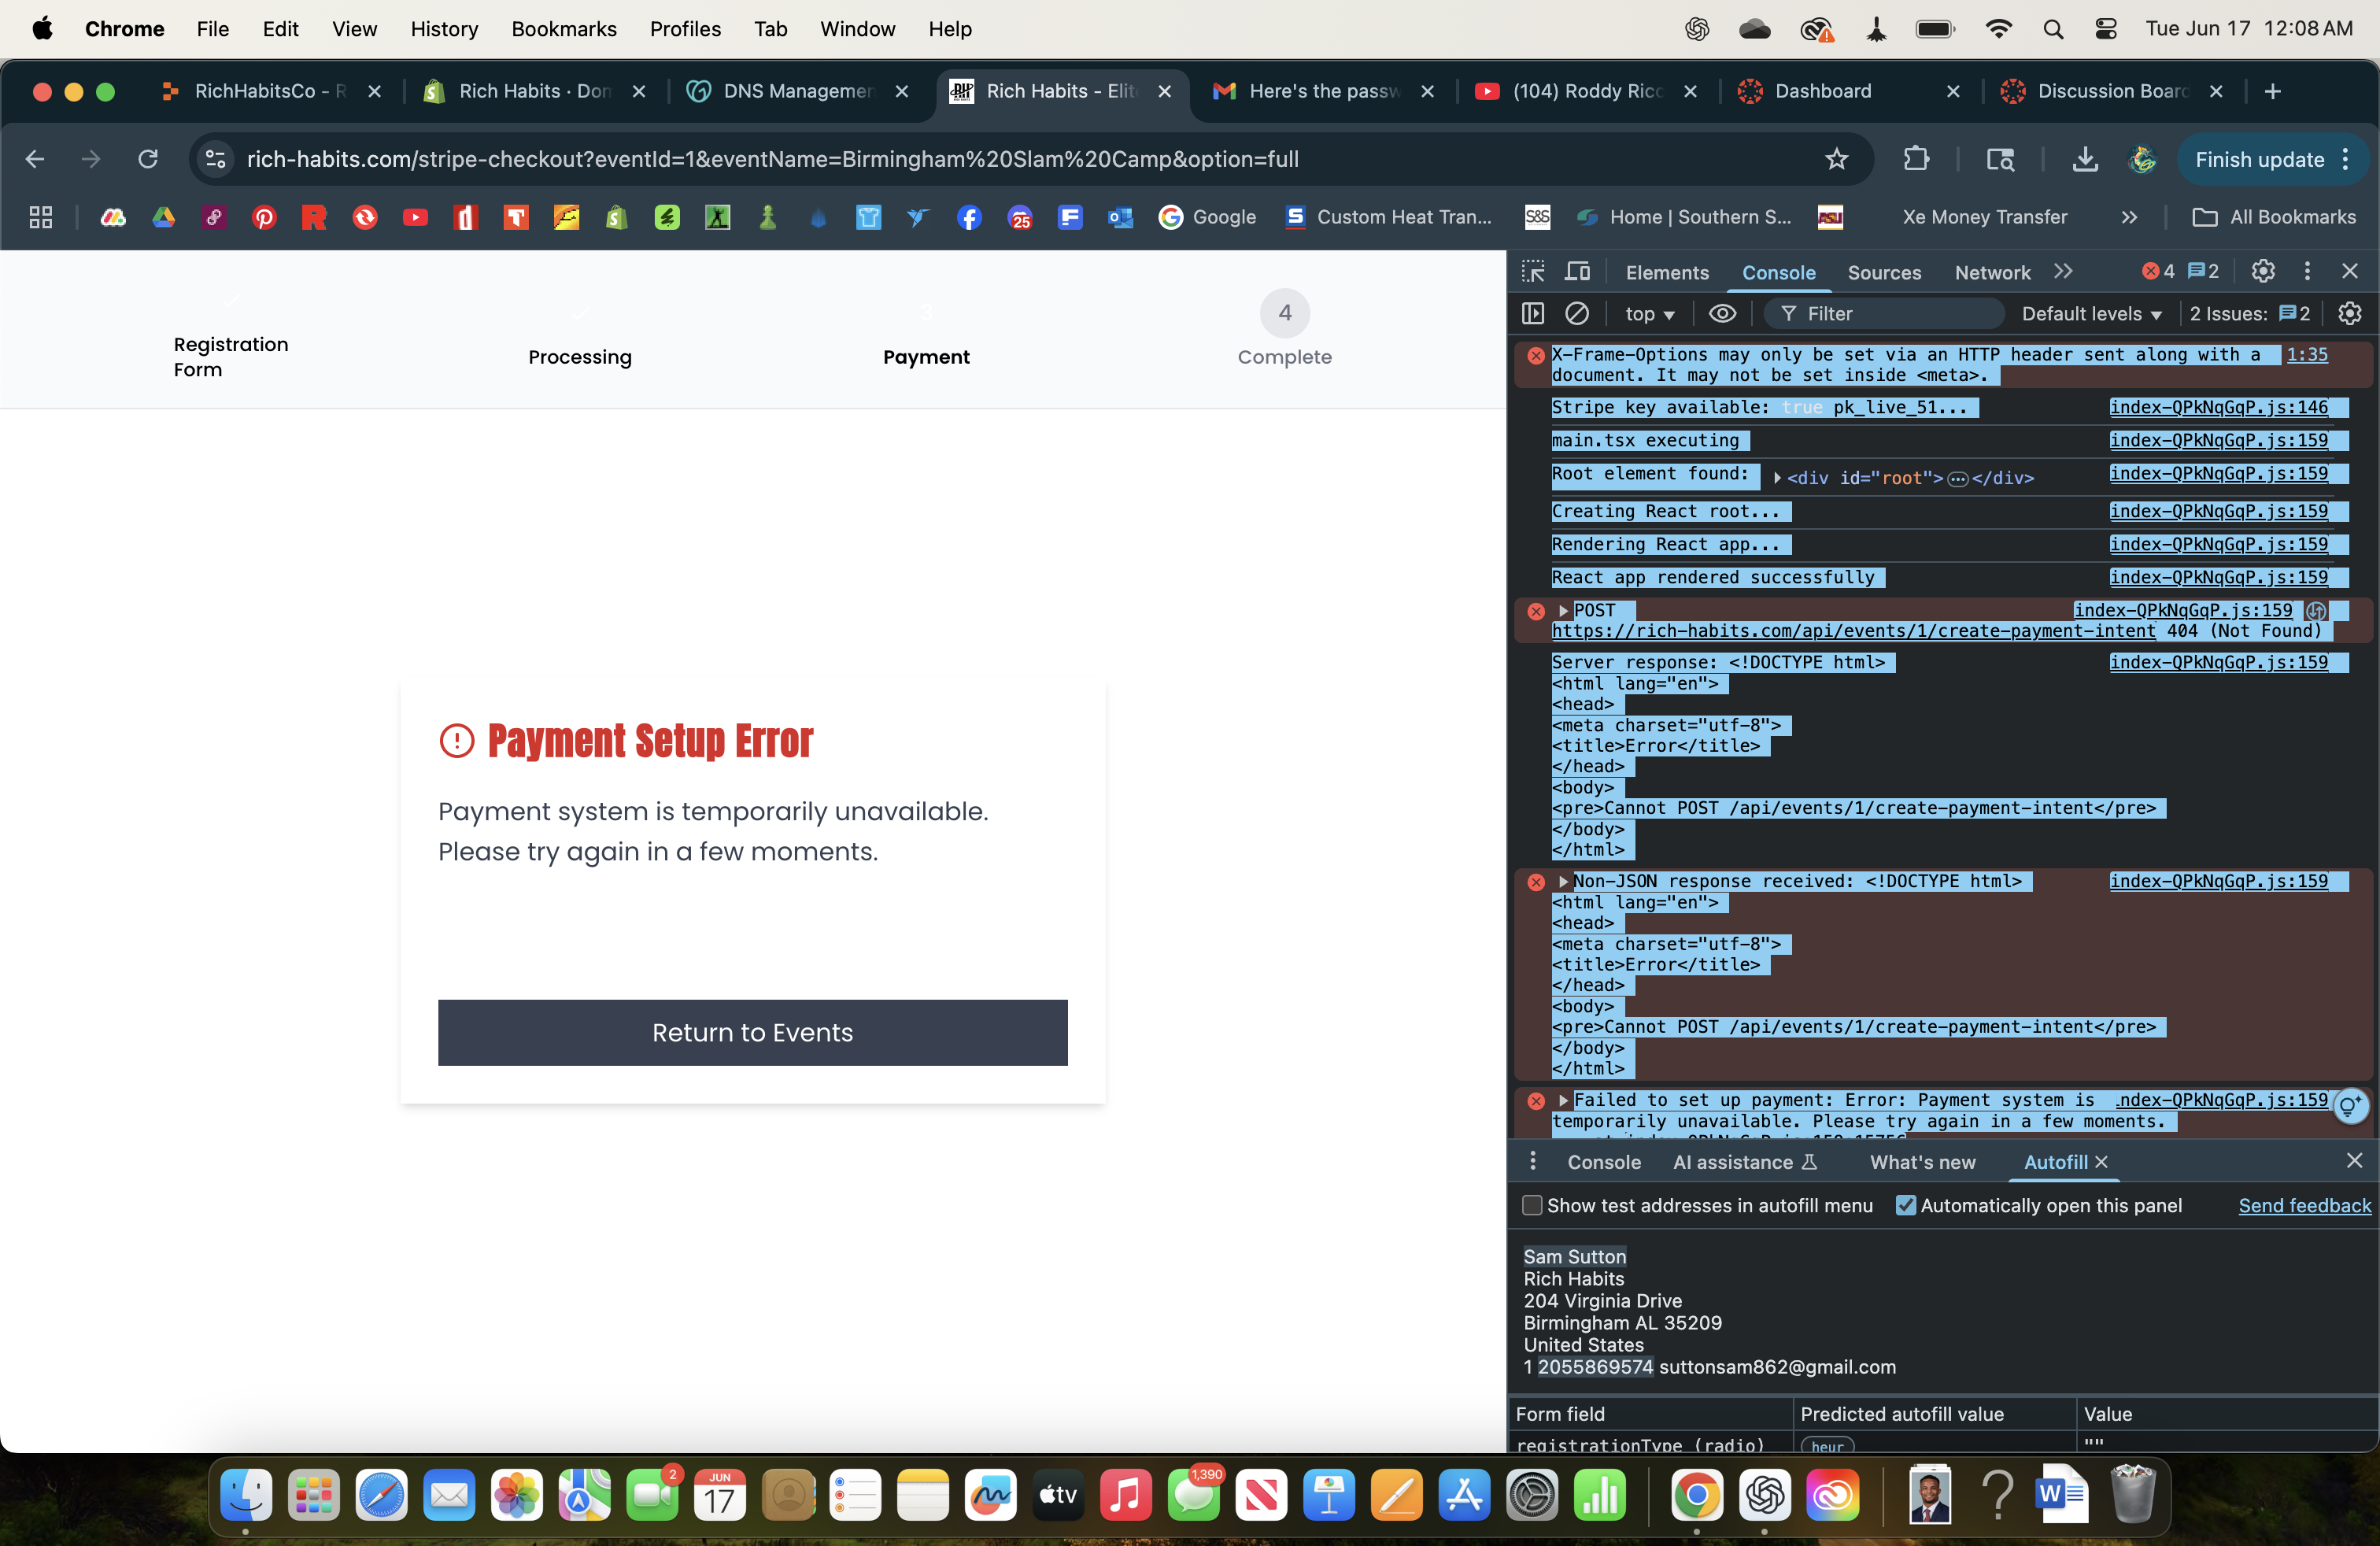 Chrome File Edit View History Bookmarks Profiles Tab Window Help Tue Jun 17 12:08 AM
RichHabitsCo - R Rich Habits · Dom DNS Managemen Rich Habits - Elit Here's the passw (104) Roddy Ricc Dashboard Discussion Board
rich-habits.com/stripe-checkout?eventId=1&eventName=Birmingham%20Slam%20Camp&option=full Finish update
25 Google Custom Heat Tran... S&S Home | Southern S... ASU Xe Money Transfer All Bookmarks
3
4
Registration
Form
Processing
Payment
Complete
Payment Setup Error
Payment system is temporarily unavailable.
Please try again in a few moments.
Return to Events
Elements Console Sources Network 4 2
top Filter Default levels 2 Issues: 2
X-Frame-Options may only be set via an HTTP header sent along with a 1:35
document. It may not be set inside <meta>.
Stripe key available: true pk_live_51... index-QPkNqGqP.js:146
main.tsx executing index-QPkNqGqP.js:159
Root element found: <div id="root">…</div> index-QPkNqGqP.js:159
Creating React root... index-QPkNqGqP.js:159
Rendering React app... index-QPkNqGqP.js:159
React app rendered successfully index-QPkNqGqP.js:159
POST index-QPkNqGqP.js:159
https://rich-habits.com/api/events/1/create-payment-intent 404 (Not Found)
Server response: <!DOCTYPE html> index-QPkNqGqP.js:159
<html lang="en">
<head>
<meta charset="utf-8">
<title>Error</title>
</head>
<body>
<pre>Cannot POST /api/events/1/create-payment-intent</pre>
</body>
</html>
Non-JSON response received: <!DOCTYPE html> index-QPkNqGqP.js:159
<html lang="en">
<head>
<meta charset="utf-8">
<title>Error</title>
</head>
<body>
<pre>Cannot POST /api/events/1/create-payment-intent</pre>
</body>
</html>
Failed to set up payment: Error: Payment system is index-QPkNqGqP.js:159
temporarily unavailable. Please try again in a few moments.
Console AI assistance What's new Autofill
Show test addresses in autofill menu Automatically open this panel Send feedback
Sam Sutton
Rich Habits
204 Virginia Drive
Birmingham AL 35209
United States
1 2055869574 suttonsam862@gmail.com
Form field Predicted autofill value Value
registrationType (radio) heur ""
2 JUN 17 tv 1,390 W